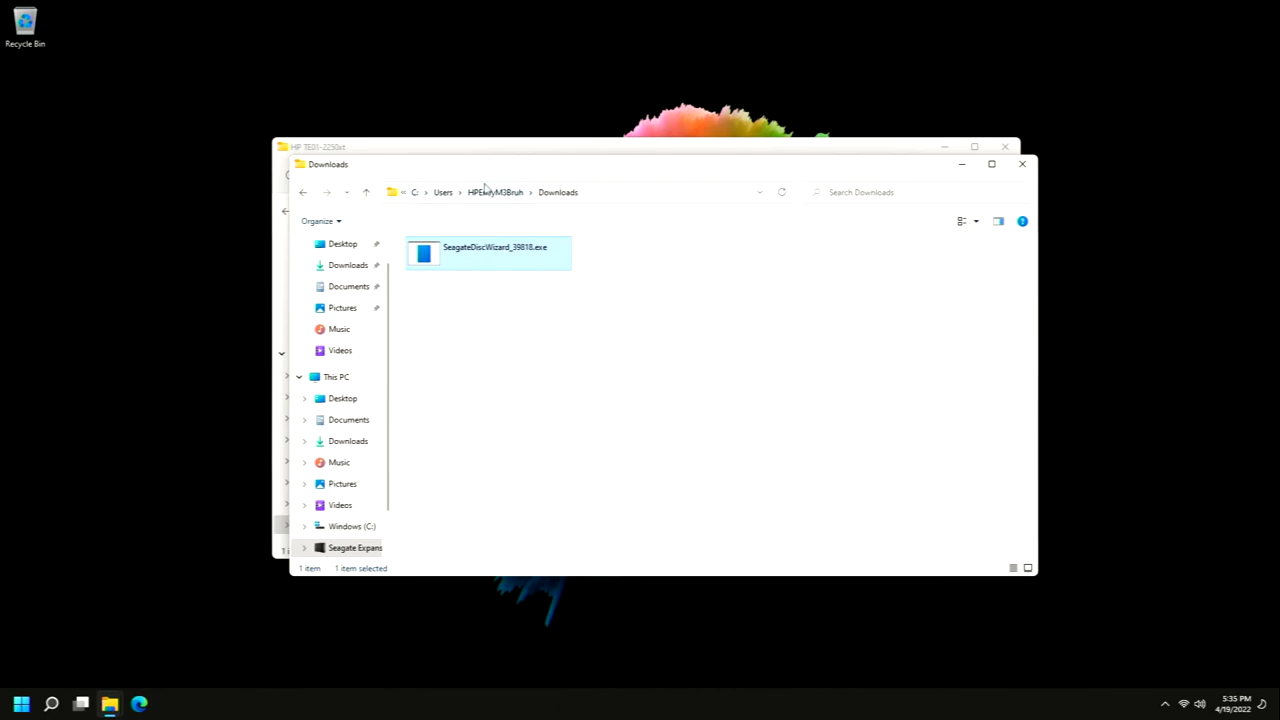 Recycle Bin
HP TE01-2250xt
Downloads
« C: › Users › HPEnvyM3Bruh › Downloads
Search Downloads
Organize
SeagateDiscWizard_39818.exe
Desktop
Downloads
Documents
Pictures
Music
Videos
This PC
Desktop
Documents
Downloads
Music
Pictures
Videos
Windows (C:)
Seagate Expans
1 item 1 item selected
1 i
5:35 PM
4/19/2022